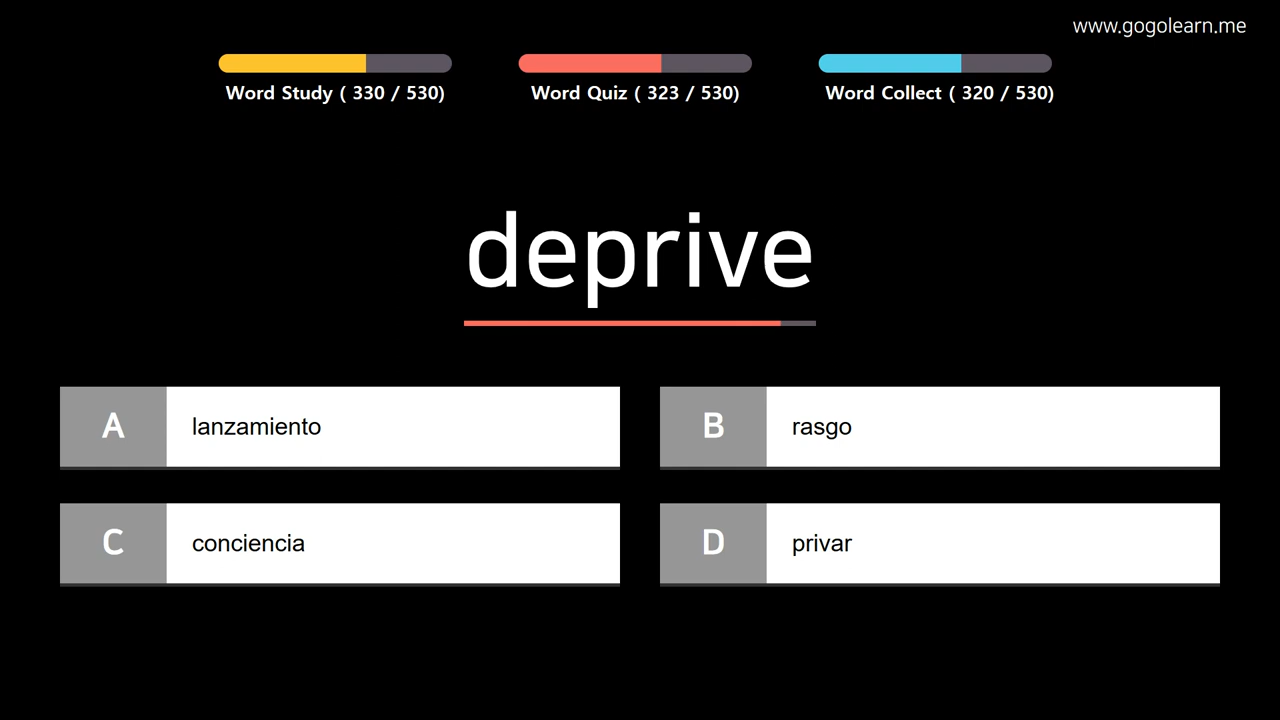 www.gogolearn.me
Word Study ( 330 / 530)
Word Quiz ( 323 / 530)
Word Collect ( 320 / 530)
deprive
A lanzamiento
B rasgo
C conciencia
D privar